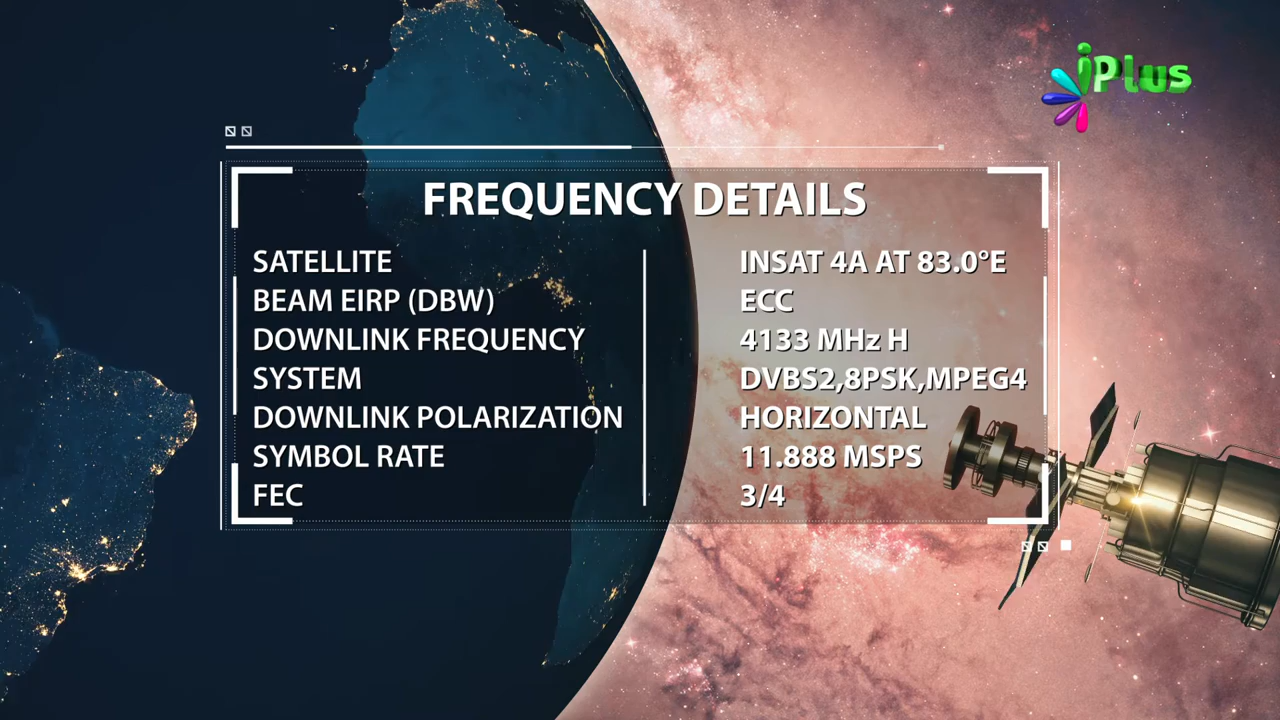 iPlus
FREQUENCY DETAILS
SATELLITE INSAT 4A AT 83.0°E
BEAM EIRP (DBW) ECC
DOWNLINK FREQUENCY 4133 MHz H
SYSTEM DVBS2,8PSK,MPEG4
DOWNLINK POLARIZATION HORIZONTAL
SYMBOL RATE 11.888 MSPS
FEC 3/4